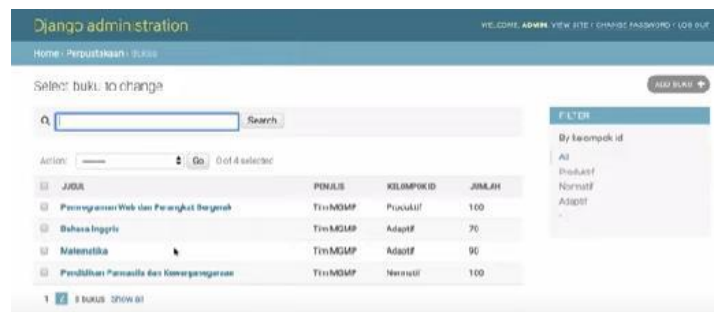 Django administration
WELCOME, ADMIN. VIEW SITE / CHANGE PASSWORD / LOG OUT
Home › Perpustakaan › Bukus
Select buku to change
ADD BUKU +
Search
Action: --------- Go 0 of 4 selected
JUDUL PENULIS KELOMPOK ID JUMLAH
Pemrograman Web dan Perangkat Bergerak Tim MGMP Produktif 100
Bahasa Inggris Tim MGMP Adaptif 70
Matematika Tim MGMP Adaptif 90
Pendidikan Pancasila dan Kewarganegaraan Tim MGMP Normatif 100
1 2 8 bukus Show all
FILTER
By kelompok id
All
Produktif
Normatif
Adaptif
-